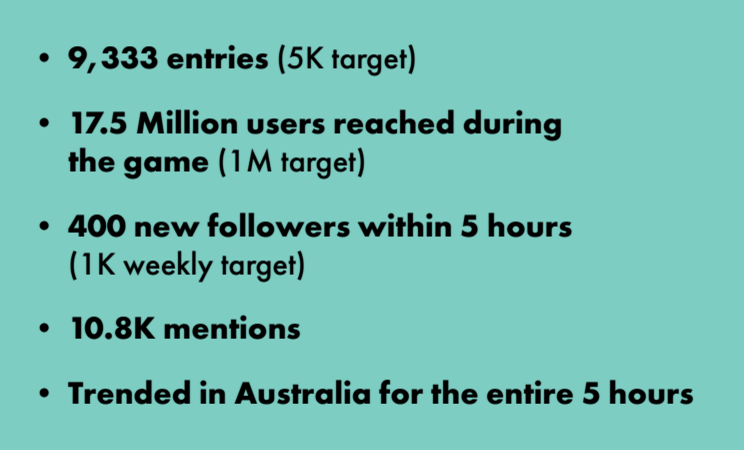 • 9,333 entries (5K target)
• 17.5 Million users reached during
the game (1M target)
• 400 new followers within 5 hours
(1K weekly target)
• 10.8K mentions
• Trended in Australia for the entire 5 hours